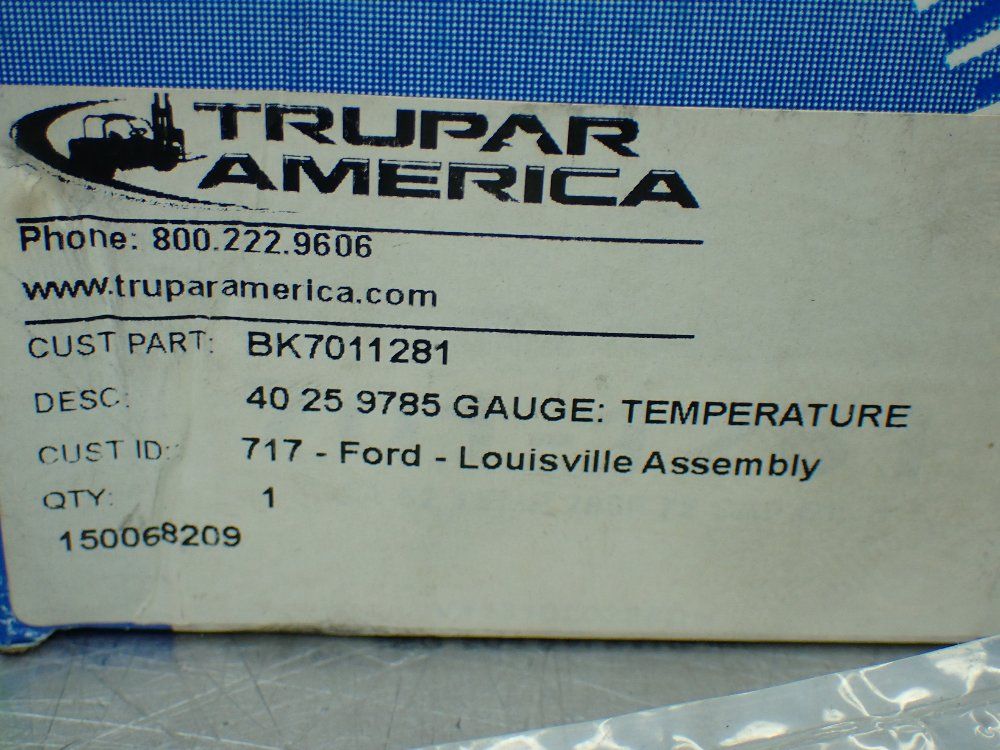 TRUPAR
AMERICA
Phone: 800.222.9606
www.truparamerica.com
CUST PART: BK7011281
DESC: 40 25 9785 GAUGE: TEMPERATURE
CUST ID: 717 - Ford - Louisville Assembly
QTY: 1
150068209